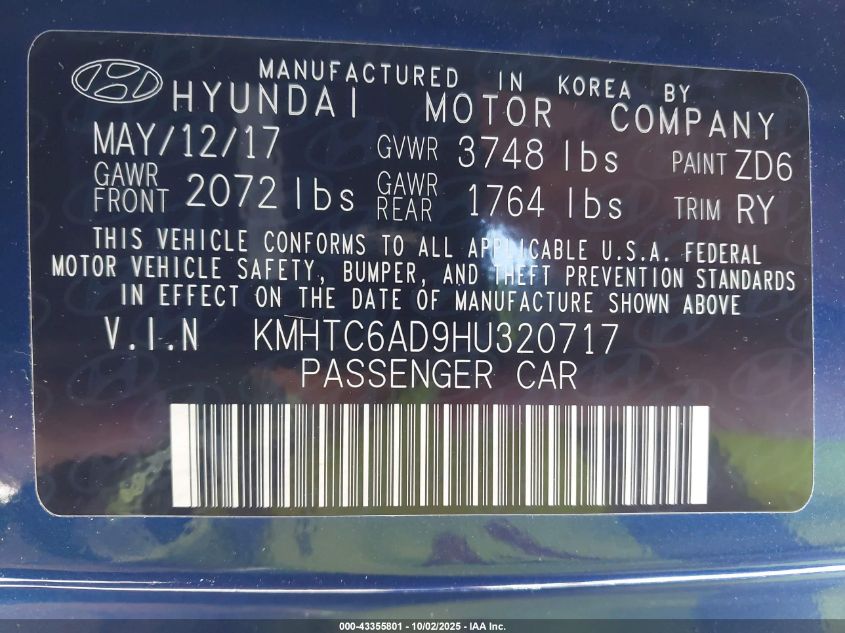 MANUFACTURED IN KOREA BY
HYUNDAI MOTOR COMPANY
MAY/12/17 GVWR 3748 lbs PAINT ZD6
GAWR FRONT 2072 lbs GAWR REAR 1764 lbs TRIM RY
THIS VEHICLE CONFORMS TO ALL APPLICABLE U.S.A. FEDERAL
MOTOR VEHICLE SAFETY, BUMPER, AND THEFT PREVENTION STANDARDS
IN EFFECT ON THE DATE OF MANUFACTURE SHOWN ABOVE
V.I.N KMHTC6AD9HU320717
PASSENGER CAR
000-43355801 - 10/02/2025 - IAA Inc.